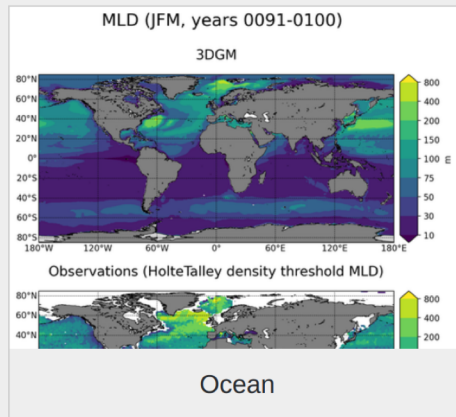 MLD (JFM, years 0091-0100)
3DGM
80°N
60°N
40°N
20°N
0°
20°S
40°S
60°S
80°S
180°W 120°W 60°W 0° 60°E 120°E 180°E
800
400
200
150
100
75
50
30
10
m
Observations (HolteTalley density threshold MLD)
80°N
60°N
40°N
800
400
200
Ocean